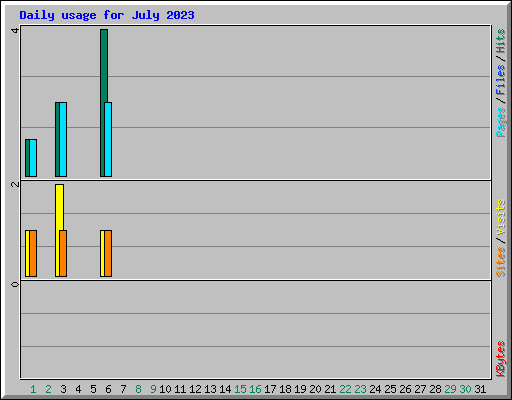 Daily usage for July 2023
4
Pages/Files/Hits
2
Sites/Visits
0
KBytes
1 2 3 4 5 6 7 8 9 10 11 12 13 14 15 16 17 18 19 20 21 22 23 24 25 26 27 28 29 30 31